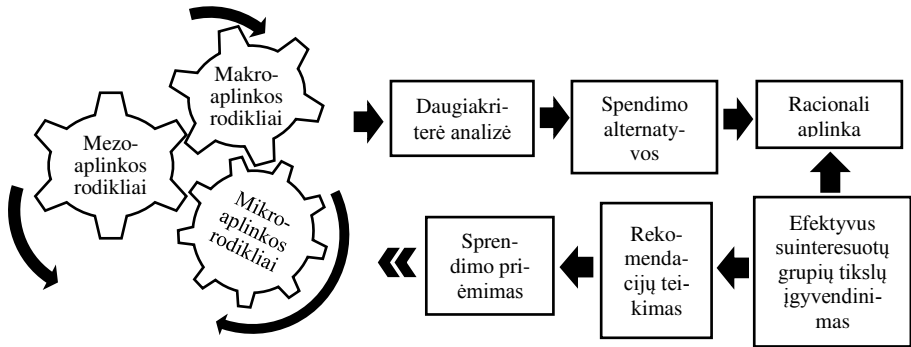 Makro-
aplinkos
rodikliai
Mezo-
aplinkos
rodikliai
Mikro-
aplinkos
rodikliai
Daugiakri-
terė analizė
Spendimo
alternaty-
vos
Racionali
aplinka
Efektyvus
suinteresuotų
grupių tikslų
įgyvendini-
mas
Reko-
menda-
cijų tei-
kimas
Spren-
dimo pri-
ėmimas